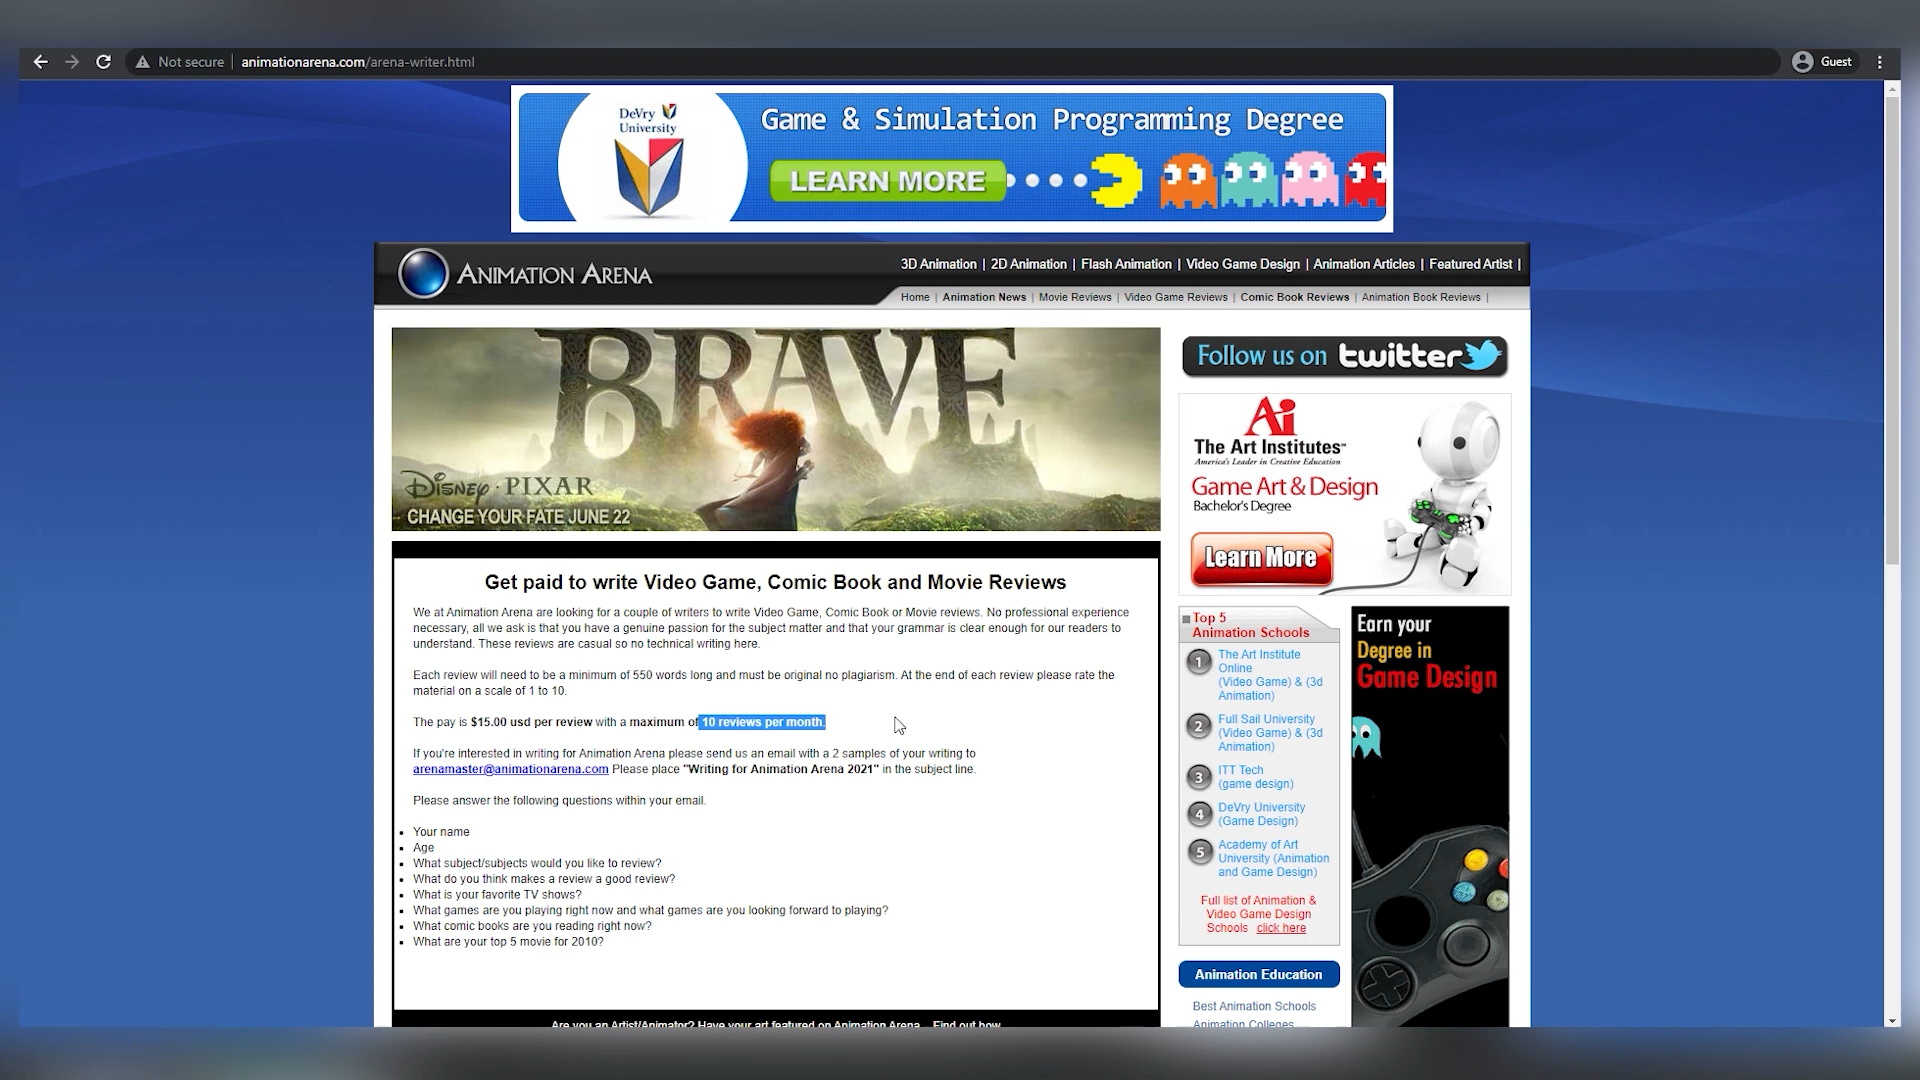 Not secure animationarena.com/arena-writer.html Guest
DeVry
University
Game & Simulation Programming Degree
LEARN MORE
ANIMATION ARENA
3D Animation | 2D Animation | Flash Animation | Video Game Design | Animation Articles | Featured Artist |
Home | Animation News | Movie Reviews | Video Game Reviews | Comic Book Reviews | Animation Book Reviews |
BRAVE
DISNEY · PIXAR
CHANGE YOUR FATE JUNE 22
Get paid to write Video Game, Comic Book and Movie Reviews
We at Animation Arena are looking for a couple of writers to write Video Game, Comic Book or Movie reviews. No professional experience
necessary, all we ask is that you have a genuine passion for the subject matter and that your grammar is clear enough for our readers to
understand. These reviews are casual so no technical writing here.
Each review will need to be a minimum of 550 words long and must be original no plagiarism. At the end of each review please rate the
material on a scale of 1 to 10.
The pay is $15.00 usd per review with a maximum of 10 reviews per month.
If you're interested in writing for Animation Arena please send us an email with a 2 samples of your writing to
arenamaster@animationarena.com Please place "Writing for Animation Arena 2021" in the subject line.
Please answer the following questions within your email.
Your name
Age
What subject/subjects would you like to review?
What do you think makes a review a good review?
What is your favorite TV shows?
What games are you playing right now and what games are you looking forward to playing?
What comic books are you reading right now?
What are your top 5 movie for 2010?
Are you an Artist/Animator? Have your art featured on Animation Arena Find out how
Follow us on twitter
Ai
The Art Institutes
America's Leader in Creative Education
Game Art & Design
Bachelor's Degree
Learn More
Top 5
Animation Schools
1 The Art Institute
Online
(Video Game) & (3d
Animation)
2 Full Sail University
(Video Game) & (3d
Animation)
3 ITT Tech
(game design)
4 DeVry University
(Game Design)
5 Academy of Art
University (Animation
and Game Design)
Full list of Animation &
Video Game Design
Schools click here
Animation Education
Best Animation Schools
Animation Colleges
Earn your
Degree in
Game Design